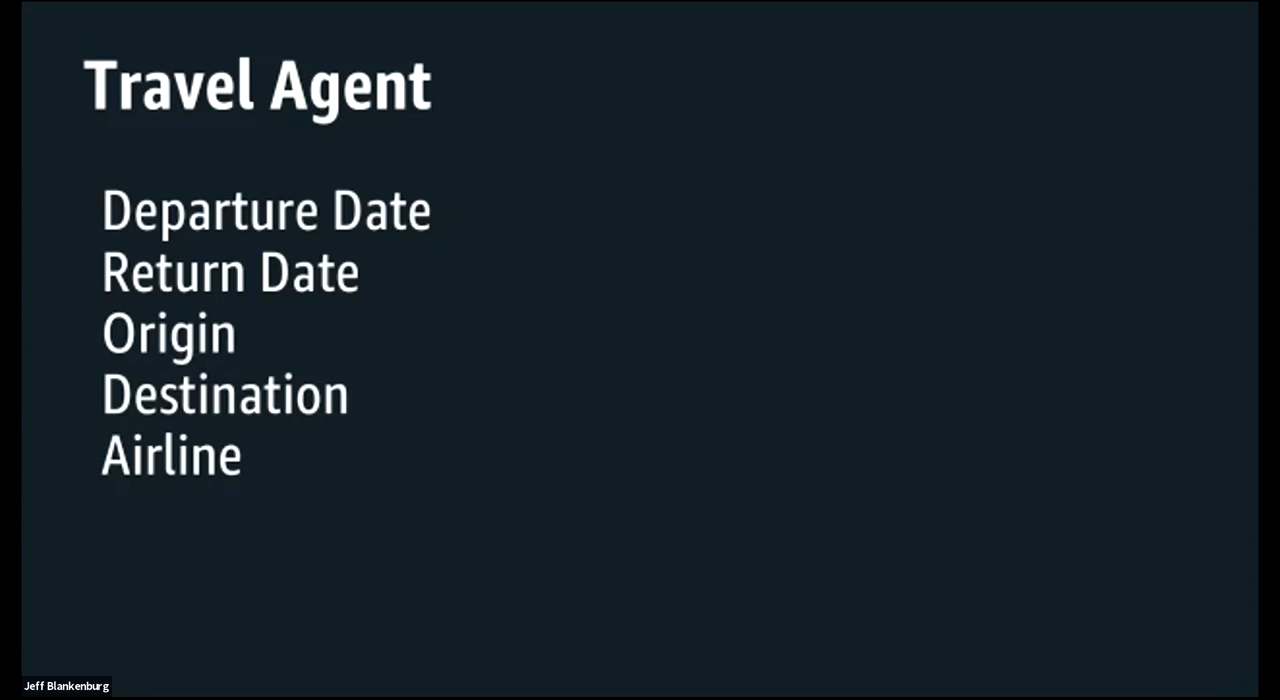 Travel Agent
Departure Date
Return Date
Origin
Destination
Airline
Jeff Blankenburg